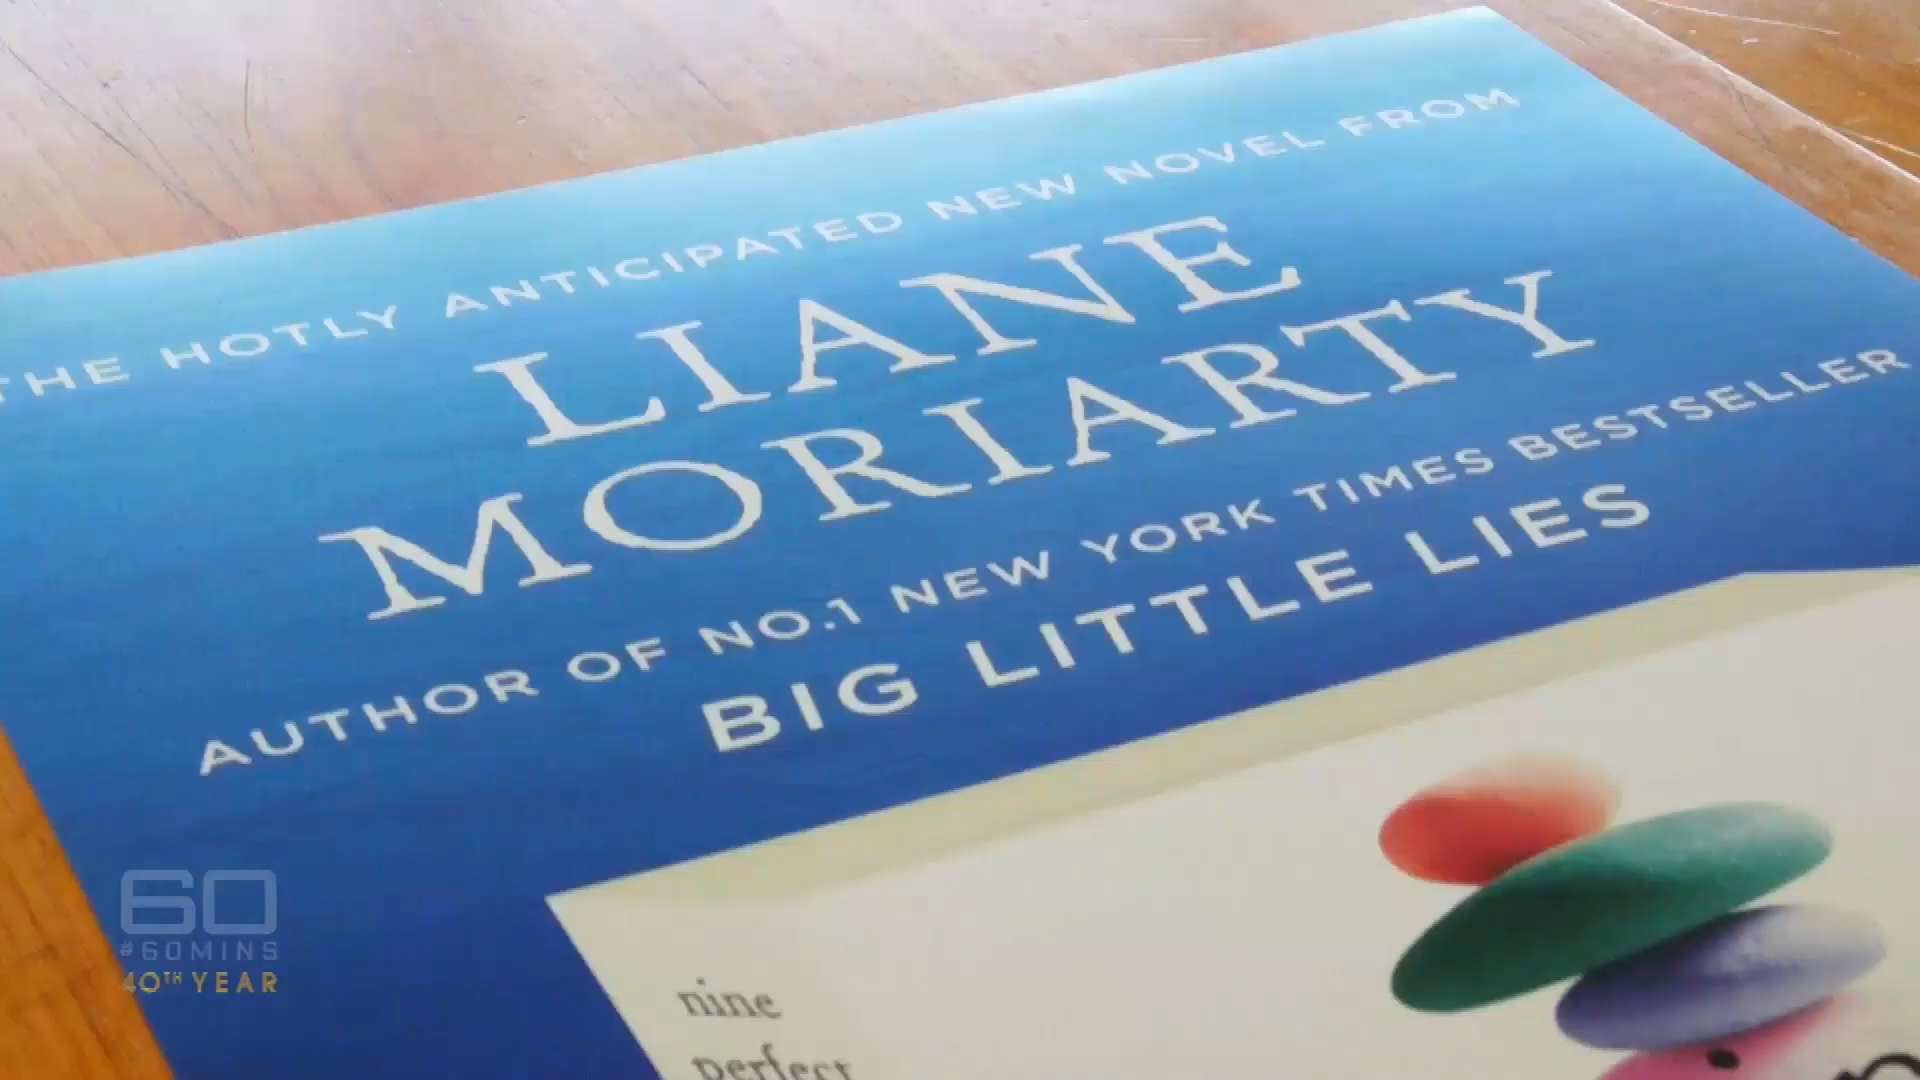 THE HOTLY ANTICIPATED NEW NOVEL FROM
LIANE
MORIARTY
AUTHOR OF NO.1 NEW YORK TIMES BESTSELLER
BIG LITTLE LIES
nine
perfect
60
#60MINS
40TH YEAR